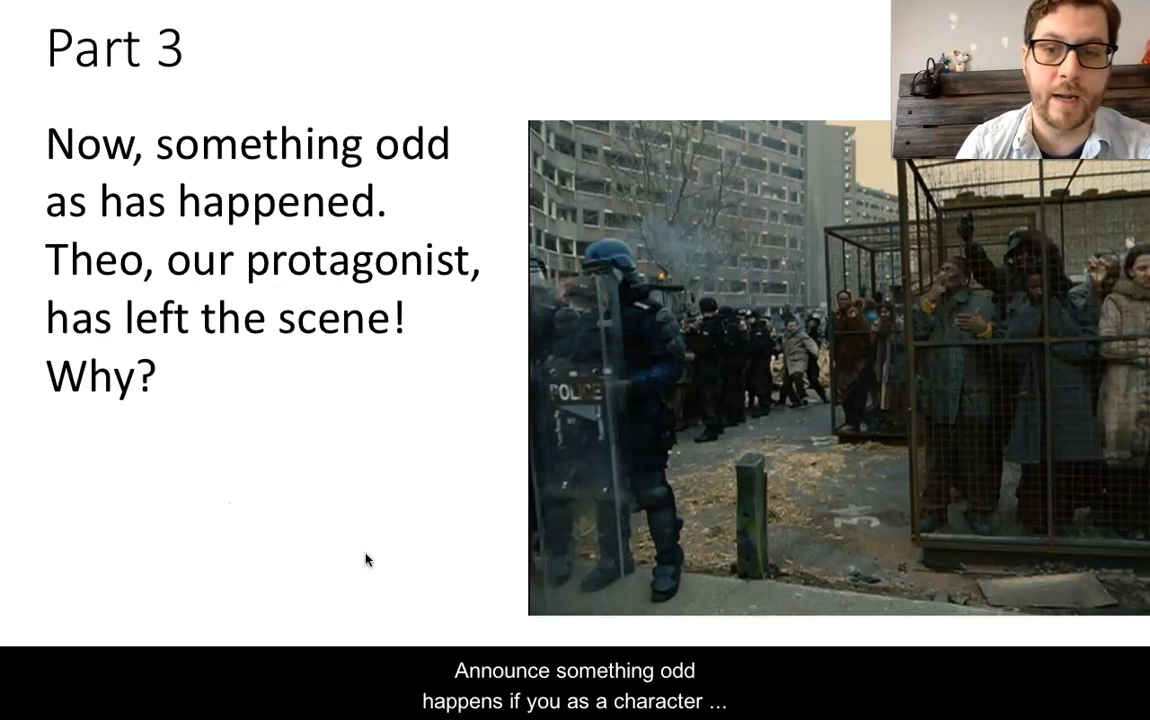 Part 3
Now, something odd
as has happened.
Theo, our protagonist,
has left the scene!
Why?
POLICE
Announce something odd
happens if you as a character ...